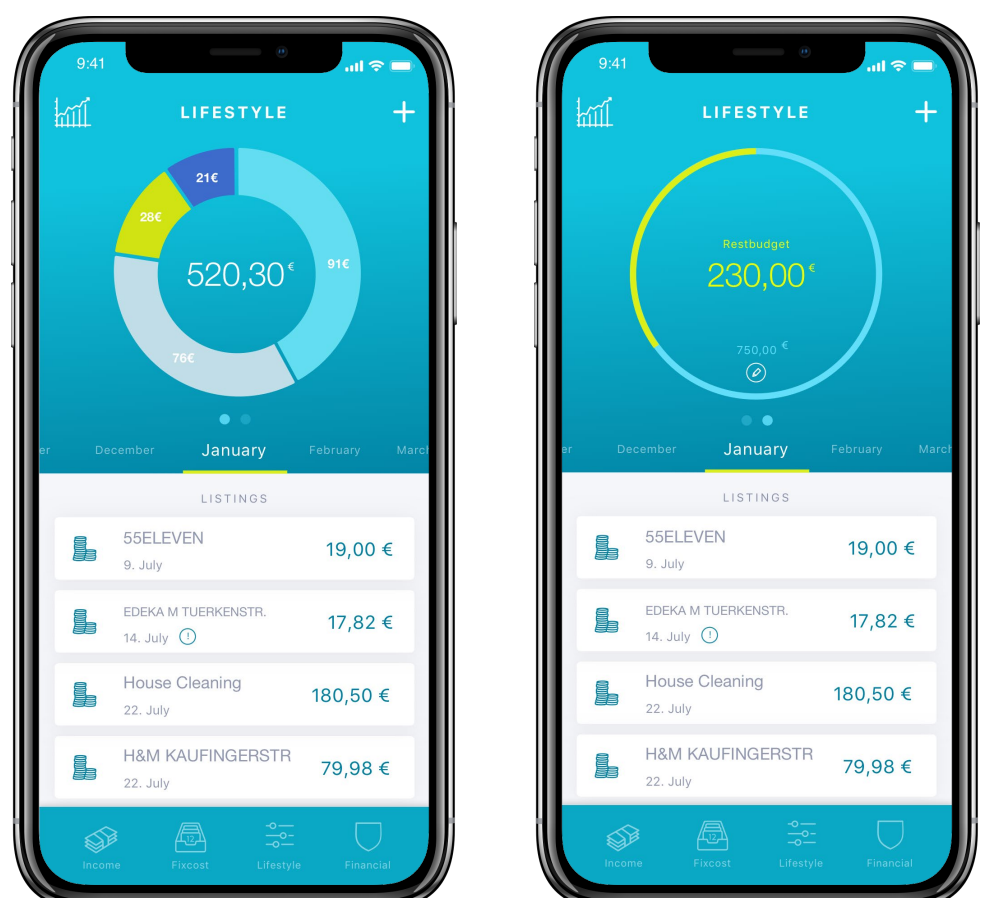 9:41
LIFESTYLE
21€
28€
91€
520,30 €
76€
er December January February March
LISTINGS
55ELEVEN
19,00 €
9. July
EDEKA M TUERKENSTR.
17,82 €
14. July !
House Cleaning
180,50 €
22. July
H&M KAUFINGERSTR
79,98 €
22. July
12
Income Fixcost Lifestyle Financial
9:41
LIFESTYLE
Restbudget
230,00 €
750,00 €
er December January February March
LISTINGS
55ELEVEN
19,00 €
9. July
EDEKA M TUERKENSTR.
17,82 €
14. July !
House Cleaning
180,50 €
22. July
H&M KAUFINGERSTR
79,98 €
22. July
12
Income Fixcost Lifestyle Financial